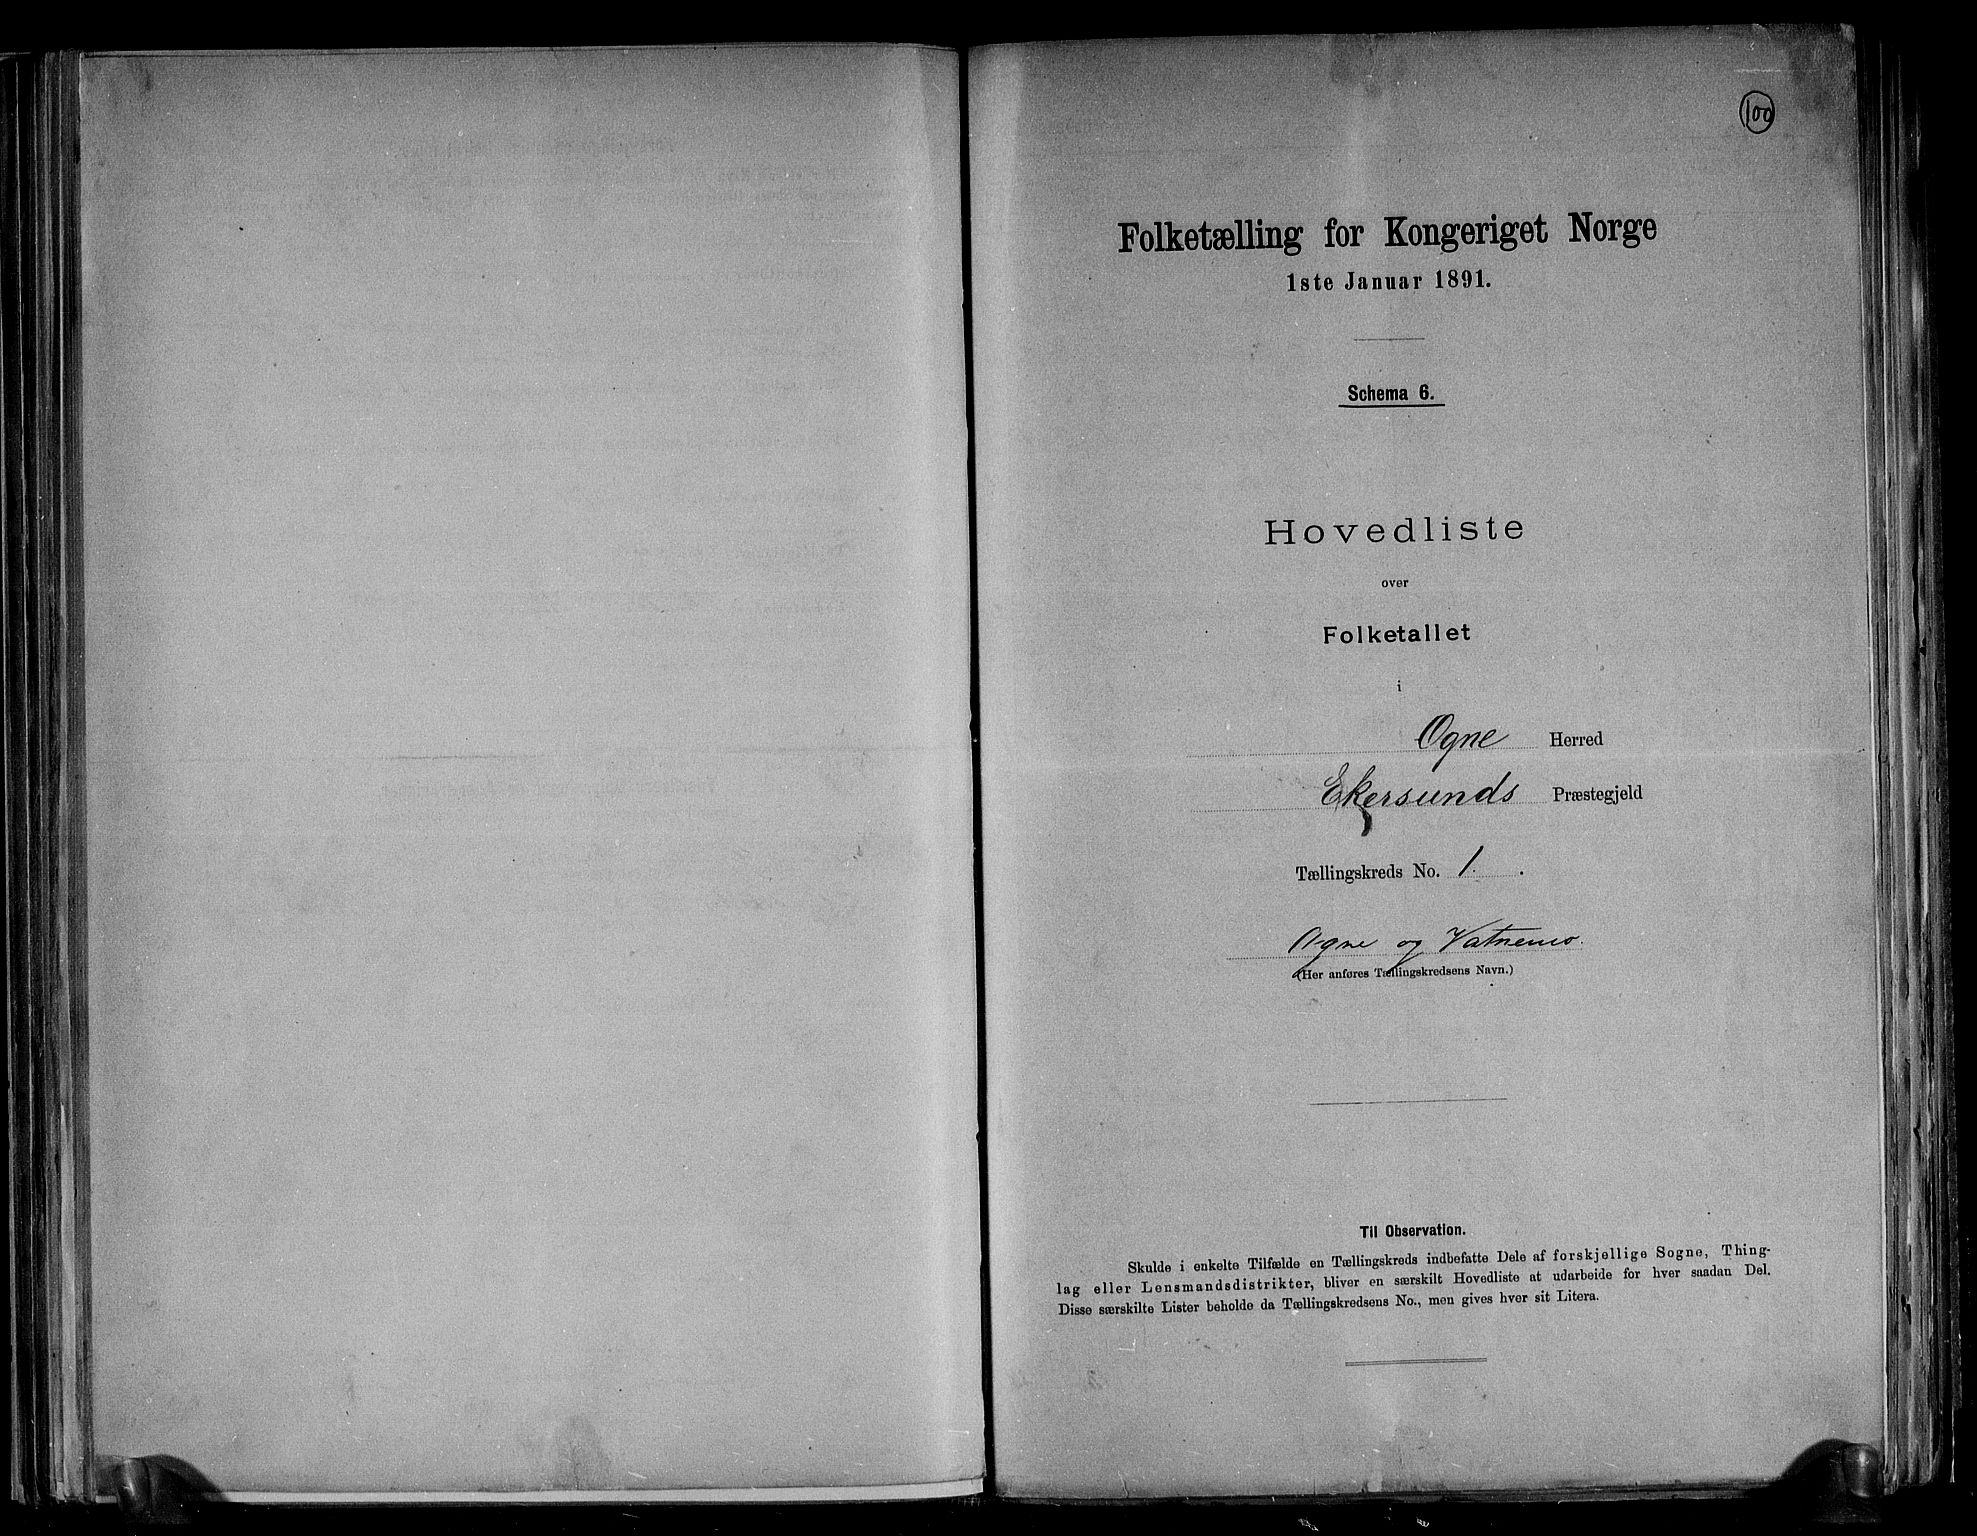 100
Folketælling for Kongeriget Norge
1ste Januar 1891.
Schema 6.
Hovedliste
over
Folketallet
i
Ogne Herred
Ekersunds Præstegjeld
Tællingskreds No. 1.
Ogne og Vatnemo.
(Her anføres Tællingskredsens Navn.)
Til Observation.
Skulde i enkelte Tilfælde en Tællingskreds indbefatte Dele af forskjellige Sogne, Thing-
lag eller Lensmandsdistrikter, bliver en særskilt Hovedliste at udarbeide for hver saadan Del.
Disse særskilte Lister beholde da Tællingskredsens No., men gives hver sit Litera.